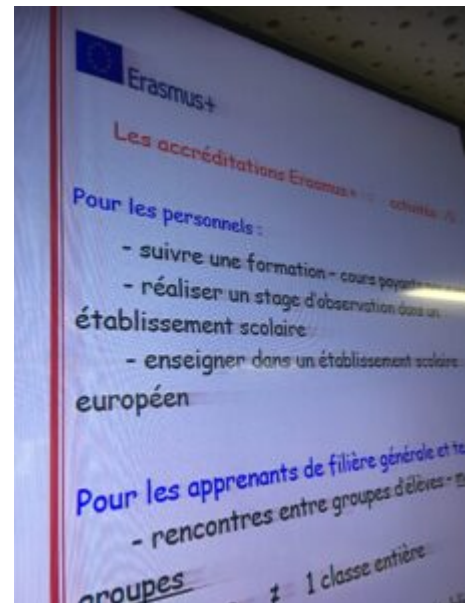 Erasmus+
Les accréditations Erasmus+ activités
Pour les personnels :
- suivre une formation - cours payants
- réaliser un stage d'observation dans un
établissement scolaire
- enseigner dans un établissement scolaire
européen
Pour les apprenants de filière générale et te
- rencontres entre groupes d'élèves -
groupes ≠ 1 classe entière